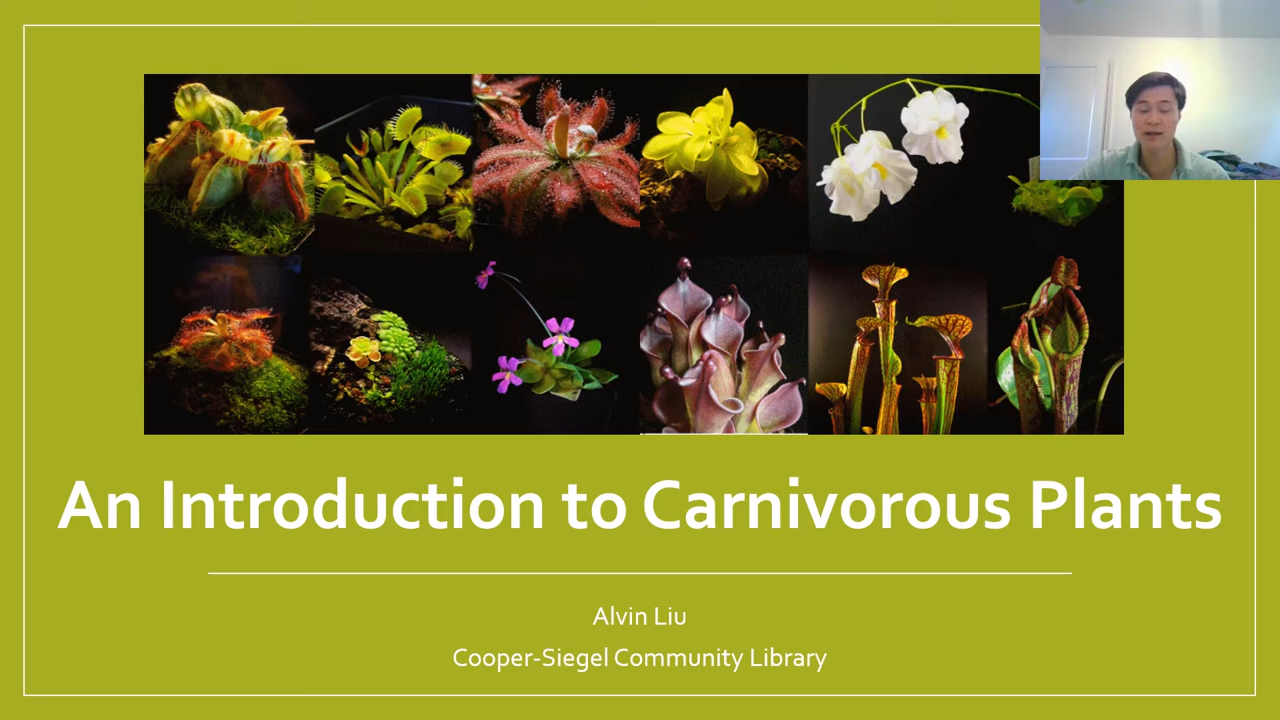 An Introduction to Carnivorous Plants
Alvin Liu
Cooper-Siegel Community Library